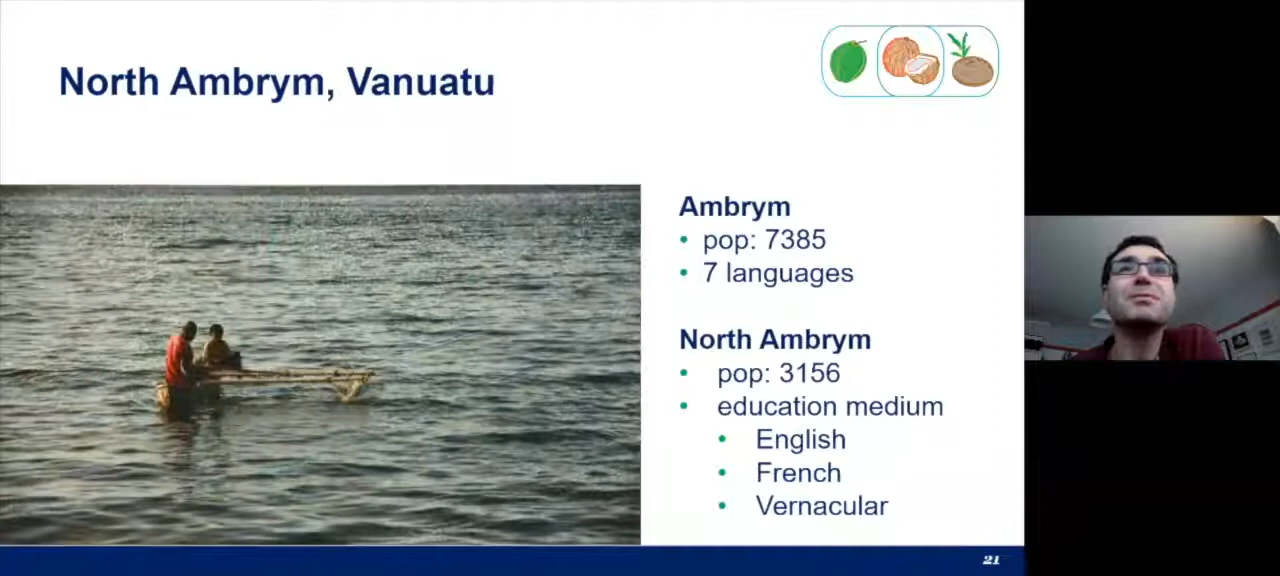 North Ambrym, Vanuatu
Ambrym
• pop: 7385
• 7 languages
North Ambrym
• pop: 3156
• education medium
• English
• French
• Vernacular
21